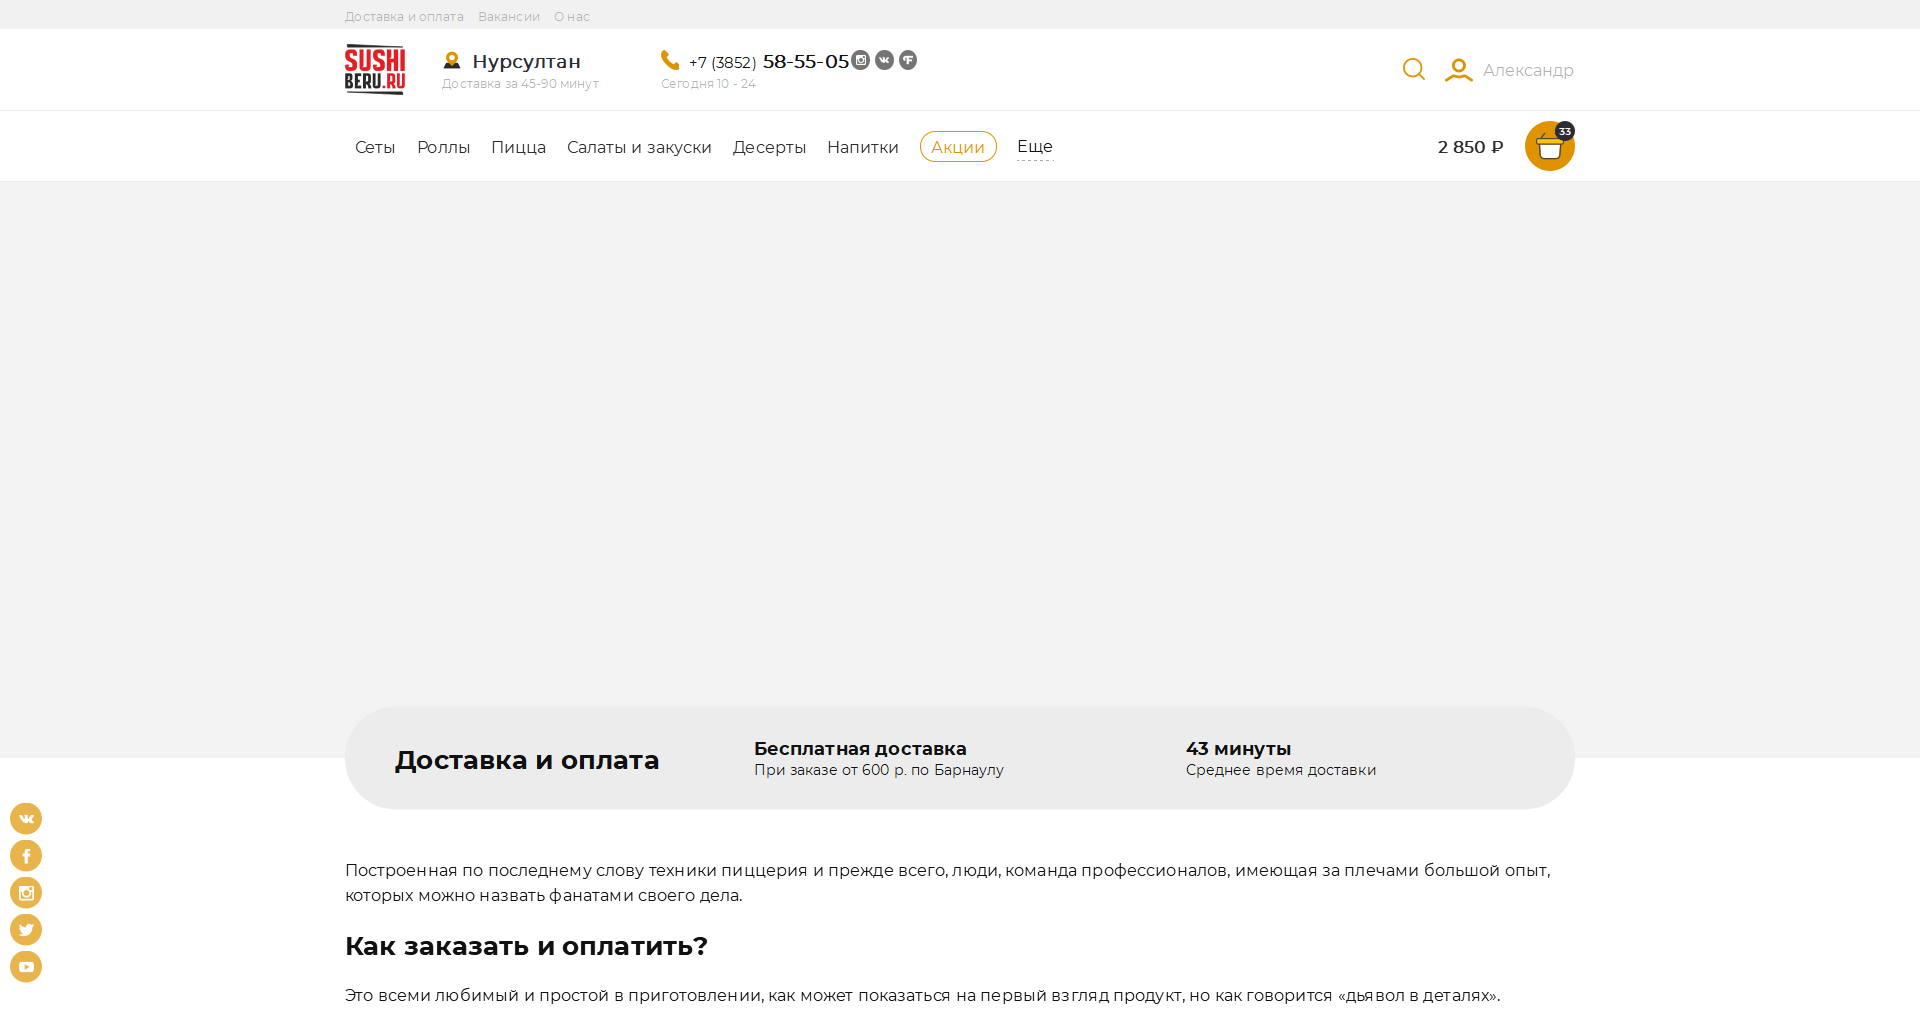 Доставка и оплата Вакансии О нас
SUSHI
BERU.RU
Нурсултан
Доставка за 45-90 минут
+7 (3852) 58-55-05
Сегодня 10 - 24
Александр
Сеты Роллы Пицца Салаты и закуски Десерты Напитки Акции Еще
2 850 ₽
33
Доставка и оплата
Бесплатная доставка
При заказе от 600 р. по Барнаулу
43 минуты
Среднее время доставки
Построенная по последнему слову техники пиццерия и прежде всего, люди, команда профессионалов, имеющая за плечами большой опыт,
которых можно назвать фанатами своего дела.
Как заказать и оплатить?
Это всеми любимый и простой в приготовлении, как может показаться на первый взгляд продукт, но как говорится «дьявол в деталях».